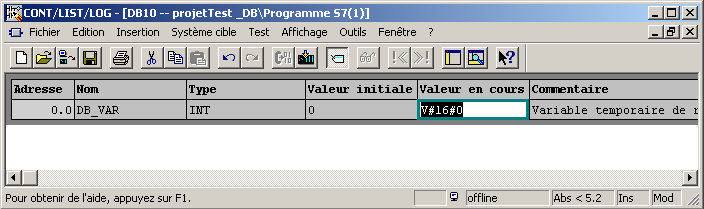 CONT/LIST/LOG - [DB10 -- projetTest _DB\Programme S7(1)]
Fichier Edition Insertion Système cible Test Affichage Outils Fenêtre ?
!≪ ≫!
Adresse Nom Type Valeur initiale Valeur en cours Commentaire
0.0 DB_VAR INT 0 V#16#0 Variable temporaire de r
Pour obtenir de l'aide, appuyez sur F1. offline Abs < 5.2 Ins Mod